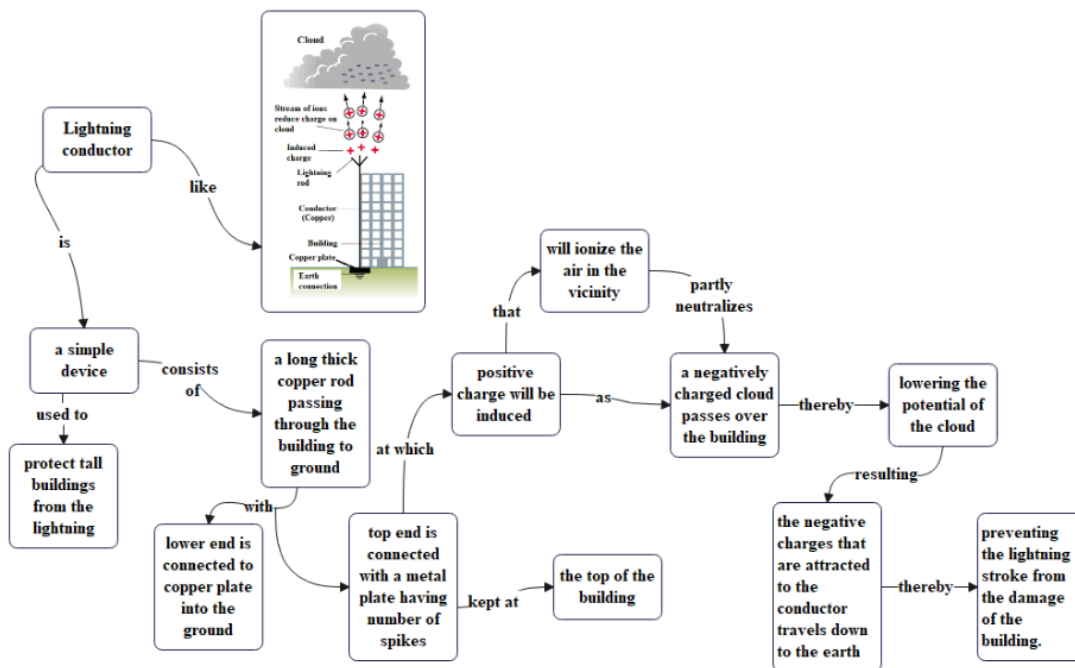 Cloud
Stream of ions
reduce charge on
cloud
Induced
charge
Lightning
rod
Conductor
(Copper)
Building
Copper plate
Earth
connection
Lightning
conductor
like
is
a simple
device
consists
of
used to
protect tall
buildings
from the
lightning
a long thick
copper rod
passing
through the
building to
ground
with
lower end is
connected to
copper plate
into the
ground
top end is
connected
with a metal
plate having
number of
spikes
kept at
the top of the
building
at which
positive
charge will be
induced
that
will ionize the
air in the
vicinity
partly
neutralizes
as
a negatively
charged cloud
passes over
the building
thereby
lowering the
potential of
the cloud
resulting
the negative
charges that
are attracted
to the
conductor
travels down
to the earth
thereby
preventing
the lightning
stroke from
the damage
of the
building.